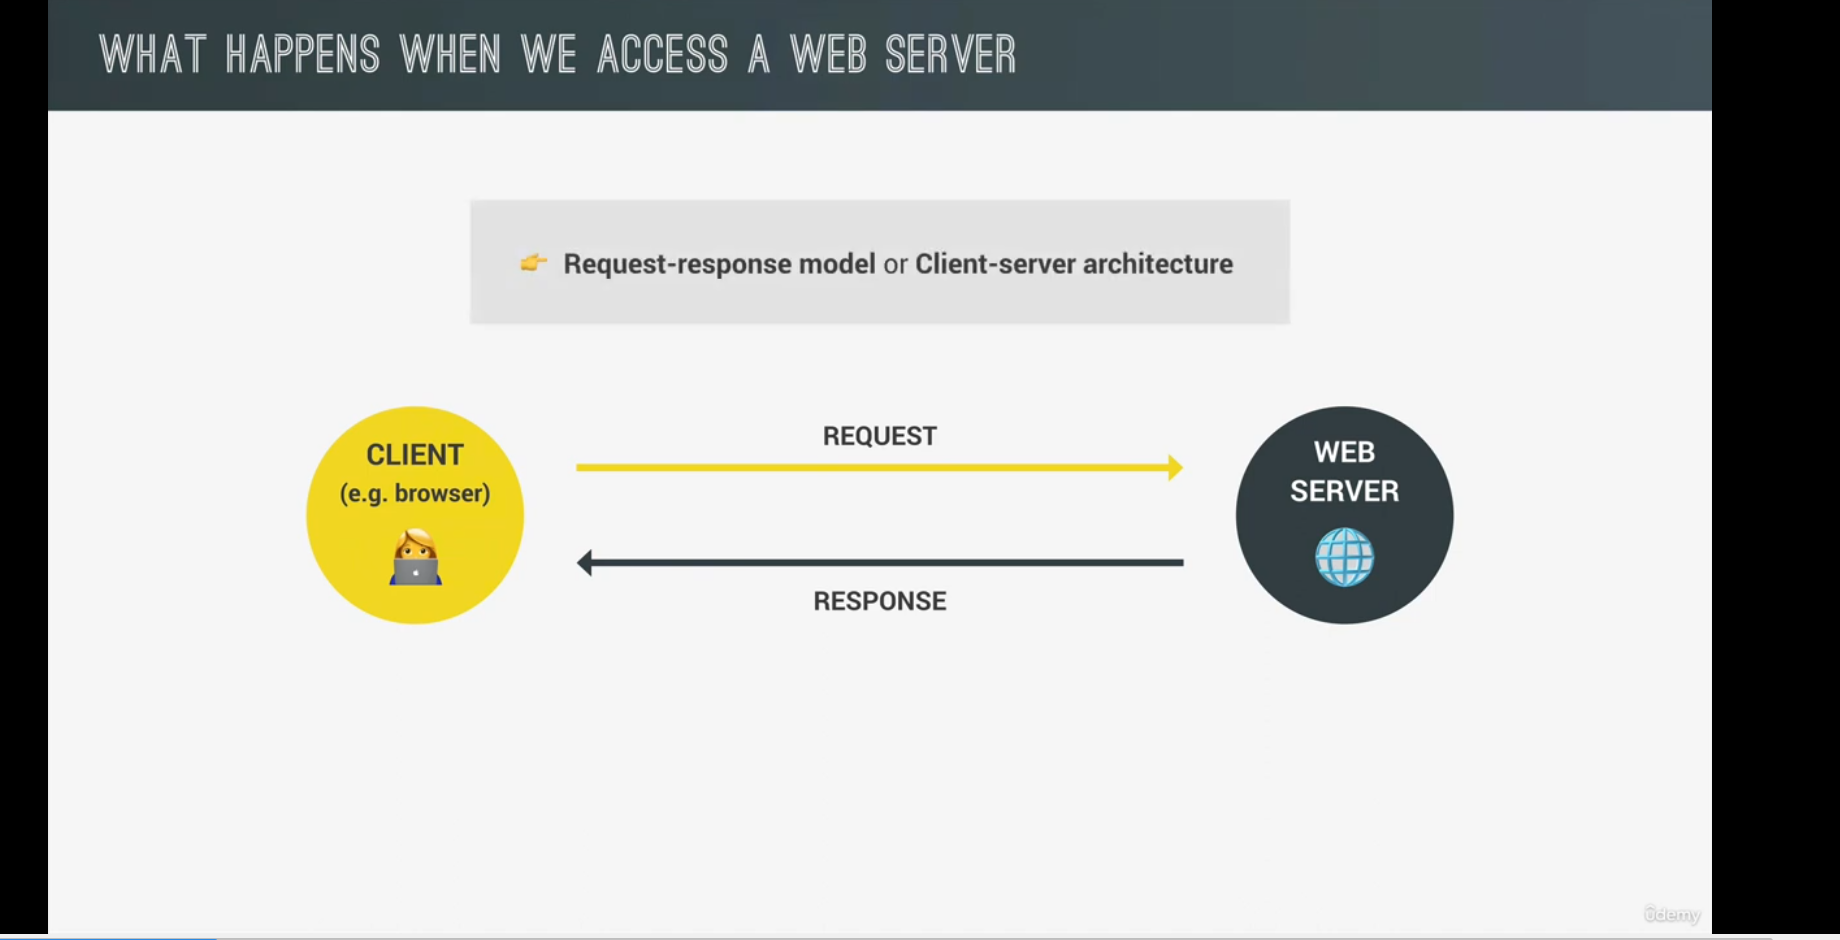 WHAT HAPPENS WHEN WE ACCESS A WEB SERVER
👉 Request-response model or Client-server architecture
CLIENT
(e.g. browser)
REQUEST
RESPONSE
WEB
SERVER
ûdemy